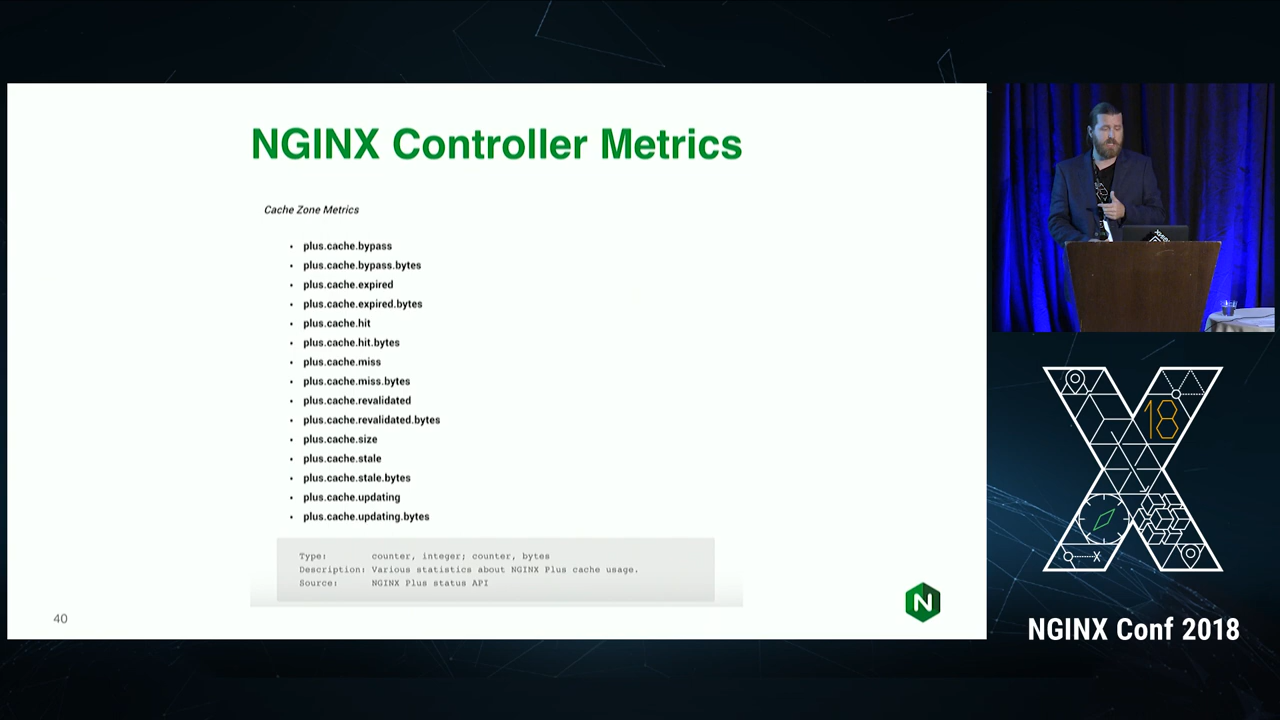 NGINX Controller Metrics
Cache Zone Metrics
• plus.cache.bypass
• plus.cache.bypass.bytes
• plus.cache.expired
• plus.cache.expired.bytes
• plus.cache.hit
• plus.cache.hit.bytes
• plus.cache.miss
• plus.cache.miss.bytes
• plus.cache.revalidated
• plus.cache.revalidated.bytes
• plus.cache.size
• plus.cache.stale
• plus.cache.stale.bytes
• plus.cache.updating
• plus.cache.updating.bytes
Type: counter, integer; counter, bytes
Description: Various statistics about NGINX Plus cache usage.
Source: NGINX Plus status API
40
N
18
X
NGINX Conf 2018